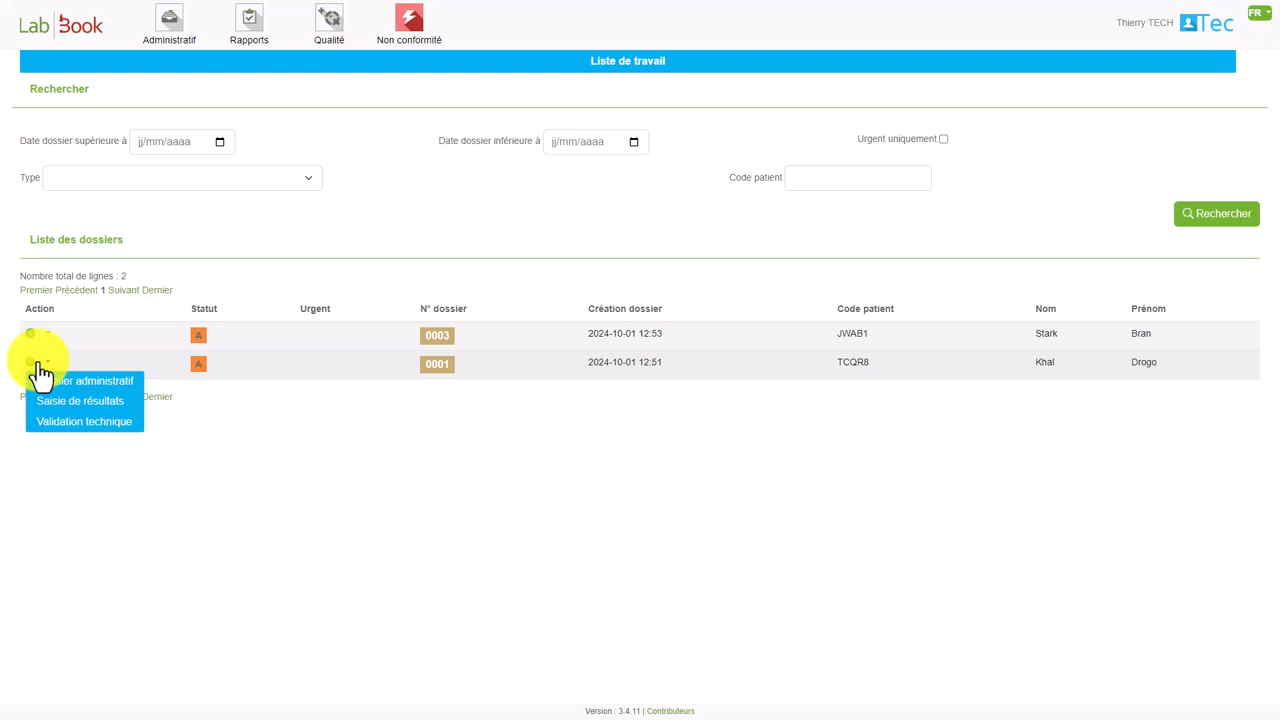 Lab Book
Administratif
Rapports
Qualité
Non conformité
Thierry TECH
Tec
FR
Liste de travail
Rechercher
Date dossier supérieure à jj/mm/aaaa
Date dossier inférieure à jj/mm/aaaa
Urgent uniquement
Type
Code patient
Rechercher
Liste des dossiers
Nombre total de lignes : 2
Premier Précédent 1 Suivant Dernier
Action Statut Urgent N° dossier Création dossier Code patient Nom Prénom
A 0003 2024-10-01 12:53 JWAB1 Stark Bran
A 0001 2024-10-01 12:51 TCQR8 Khal Drogo
administratif
Saisie de résultats
Validation technique
Dernier
Version : 3.4.11 | Contributeurs